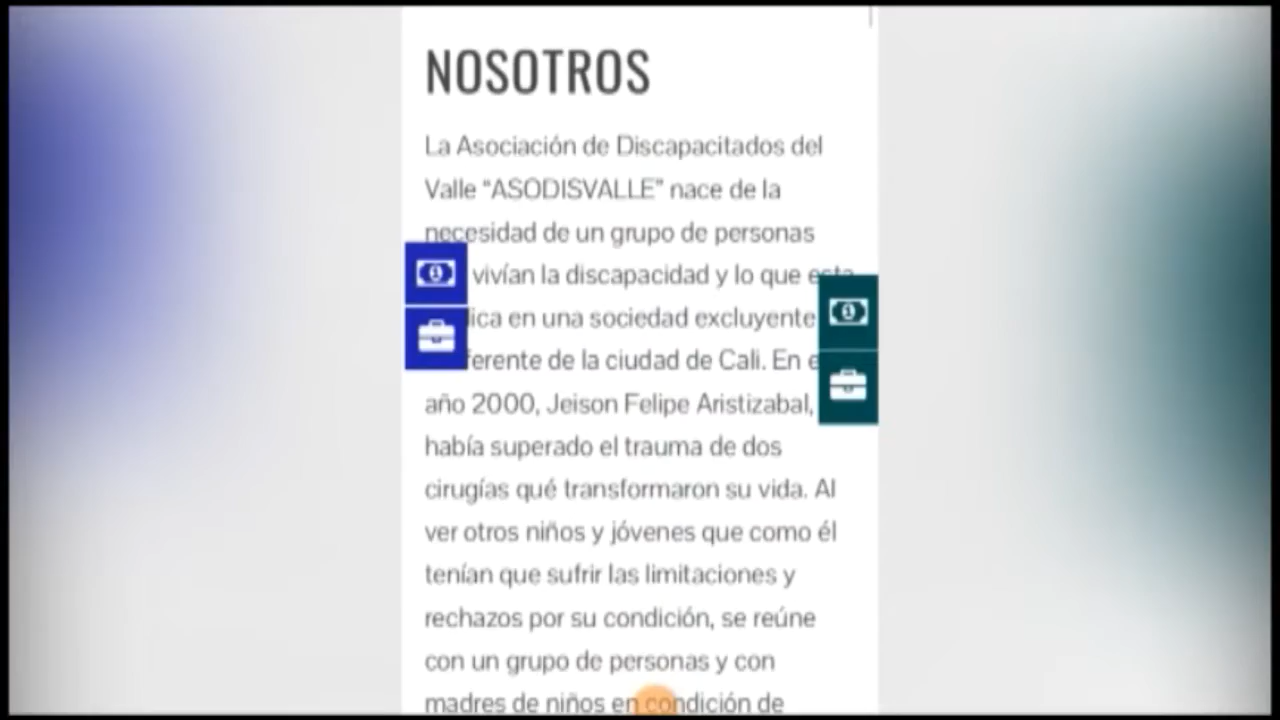 NOSOTROS
La Asociación de Discapacitados del
Valle “ASODISVALLE” nace de la
necesidad de un grupo de personas
vivían la discapacidad y lo que esta
ica en una sociedad excluyente
ferente de la ciudad de Cali. En e
año 2000, Jeison Felipe Aristizabal,
había superado el trauma de dos
cirugías qué transformaron su vida. Al
ver otros niños y jóvenes que como él
tenían que sufrir las limitaciones y
rechazos por su condición, se reúne
con un grupo de personas y con
madres de niños en condición de